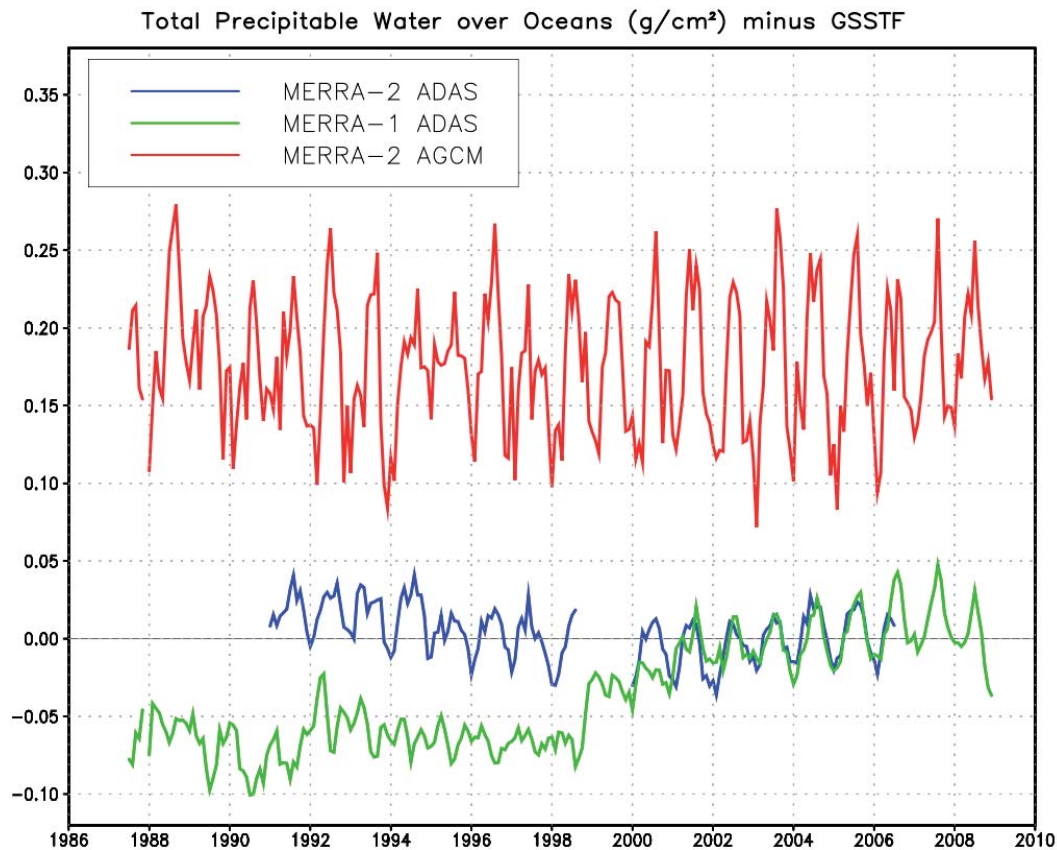 Total Precipitable Water over Oceans (g/cm²) minus GSSTF
MERRA−2 ADAS
MERRA−1 ADAS
MERRA−2 AGCM
0.35
0.30
0.25
0.20
0.15
0.10
0.05
0.00
−0.05
−0.10
1986 1988 1990 1992 1994 1996 1998 2000 2002 2004 2006 2008 2010